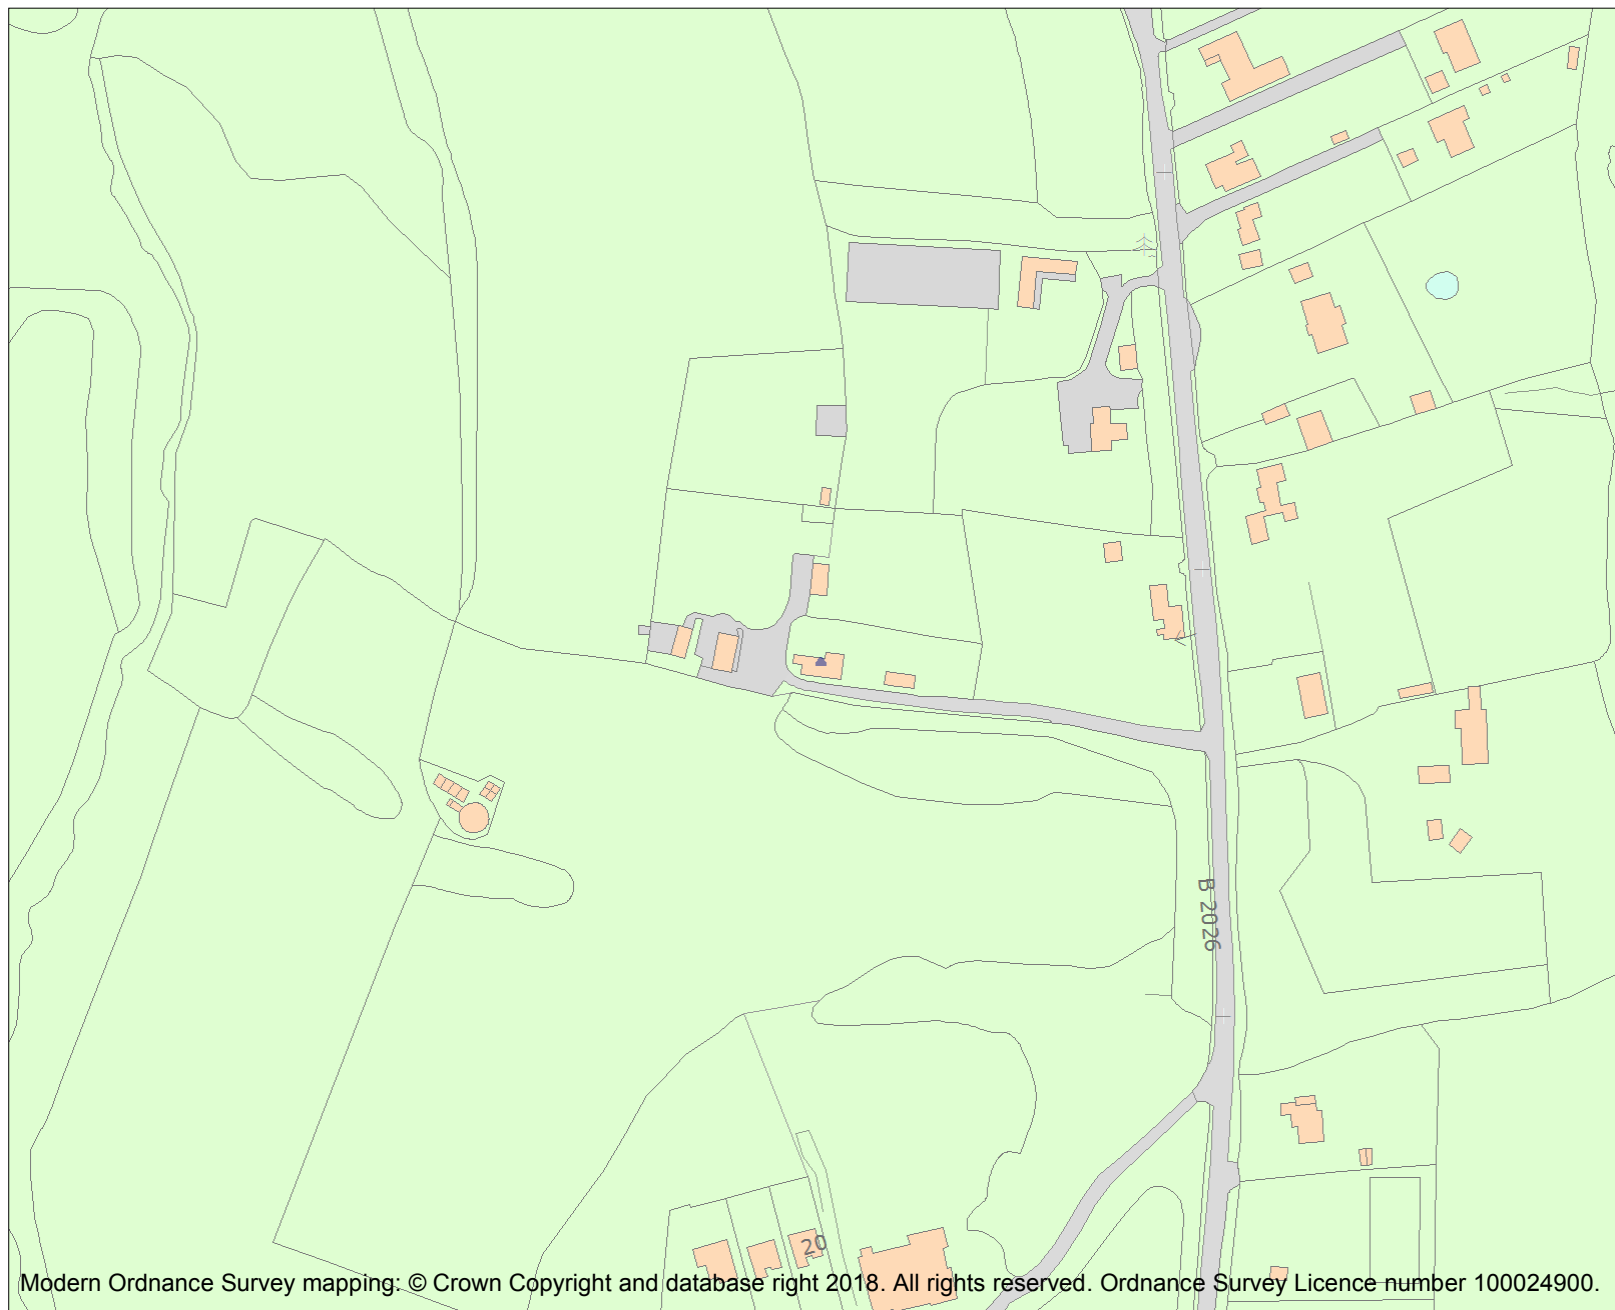 B 2026
20
Modern Ordnance Survey mapping: © Crown Copyright and database right 2018. All rights reserved. Ordnance Survey Licence number 100024900.